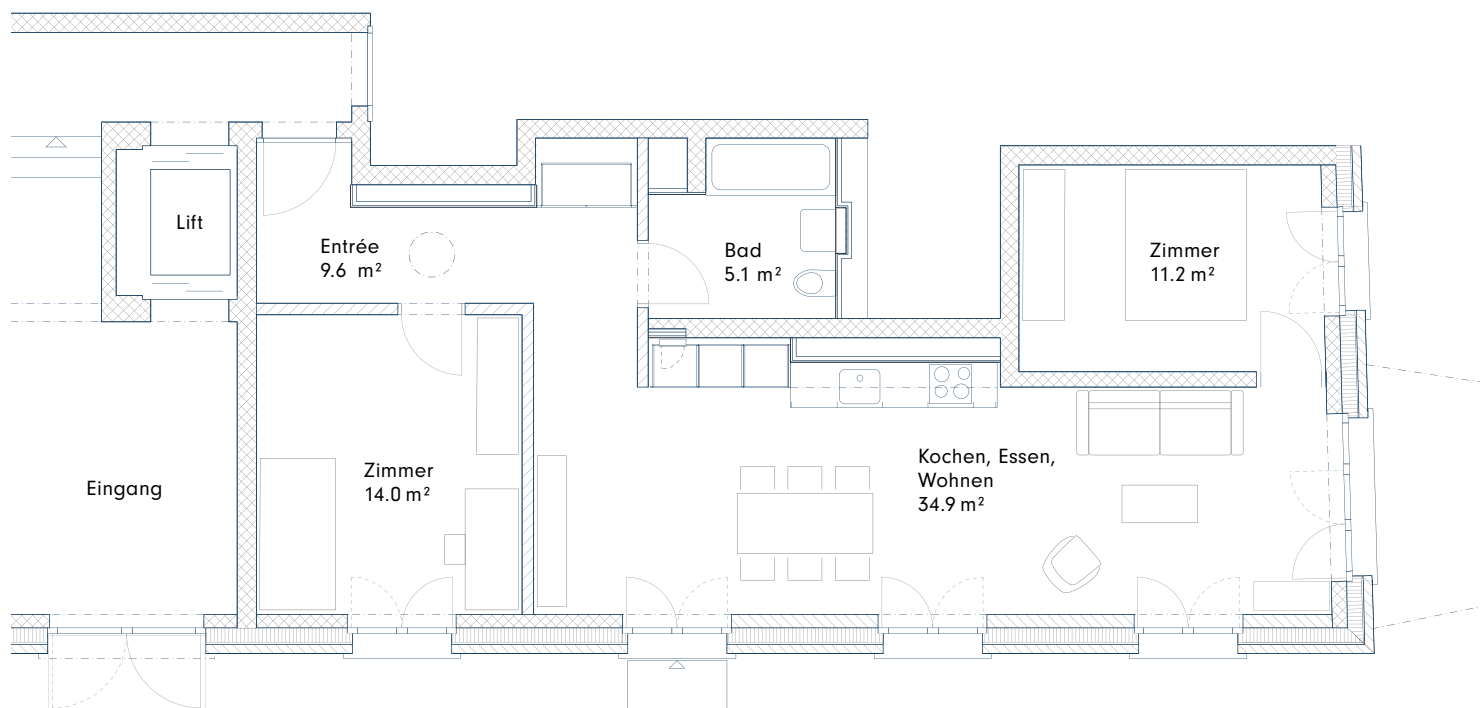 Lift
Entrée
9.6 m²
Bad
5.1 m²
Zimmer
11.2 m²
Eingang
Zimmer
14.0 m²
Kochen, Essen,
Wohnen
34.9 m²